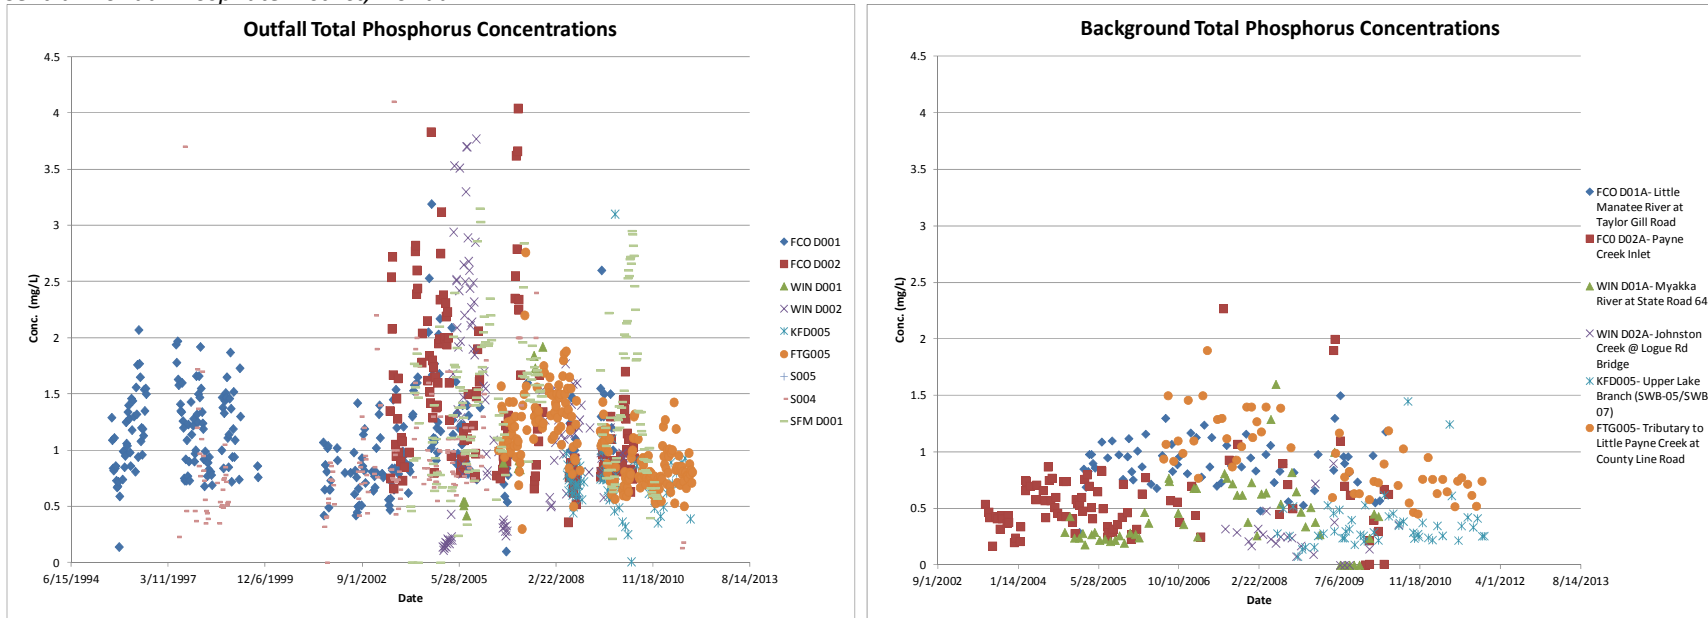 Outfall Total Phosphorus Concentrations
4.5
4
3.5
3
2.5
2
1.5
1
0.5
0
Conc. (mg/L)
6/15/1994
3/11/1997
12/6/1999
9/1/2002
5/28/2005
2/22/2008
11/18/2010
8/14/2013
Date
FCO D001
FCO D002
WIN D001
WIN D002
KFD005
FTG005
S005
S004
SFM D001
Background Total Phosphorus Concentrations
4.5
4
3.5
3
2.5
2
1.5
1
0.5
0
Conc. (mg/L)
9/1/2002
1/14/2004
5/28/2005
10/10/2006
2/22/2008
7/6/2009
11/18/2010
4/1/2012
8/14/2013
Date
FCO D01A- Little
Manatee River at
Taylor Gill Road
FC0 D02A- Payne
Creek Inlet
WIN D01A- Myakka
River at State Road 64
WIN D02A- Johnston
Creek @ Logue Rd
Bridge
KFD005- Upper Lake
Branch (SWB-05/SWB-
07)
FTG005- Tributary to
Little Payne Creek at
County Line Road